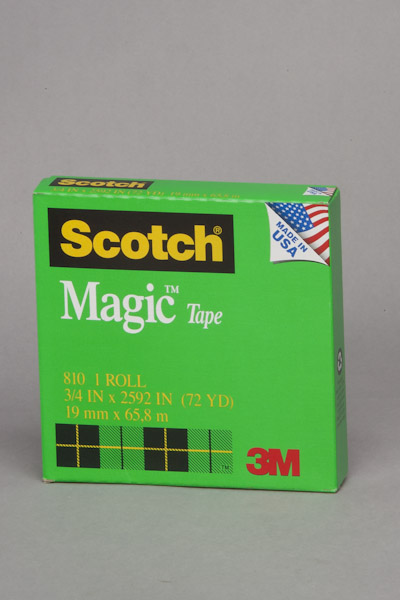 Scotch
MADE IN
USA
Scotch®
Magic™ Tape
810 1 ROLL
3/4 IN x 2592 IN (72 YD)
19 mm x 65,8 m
™
3M